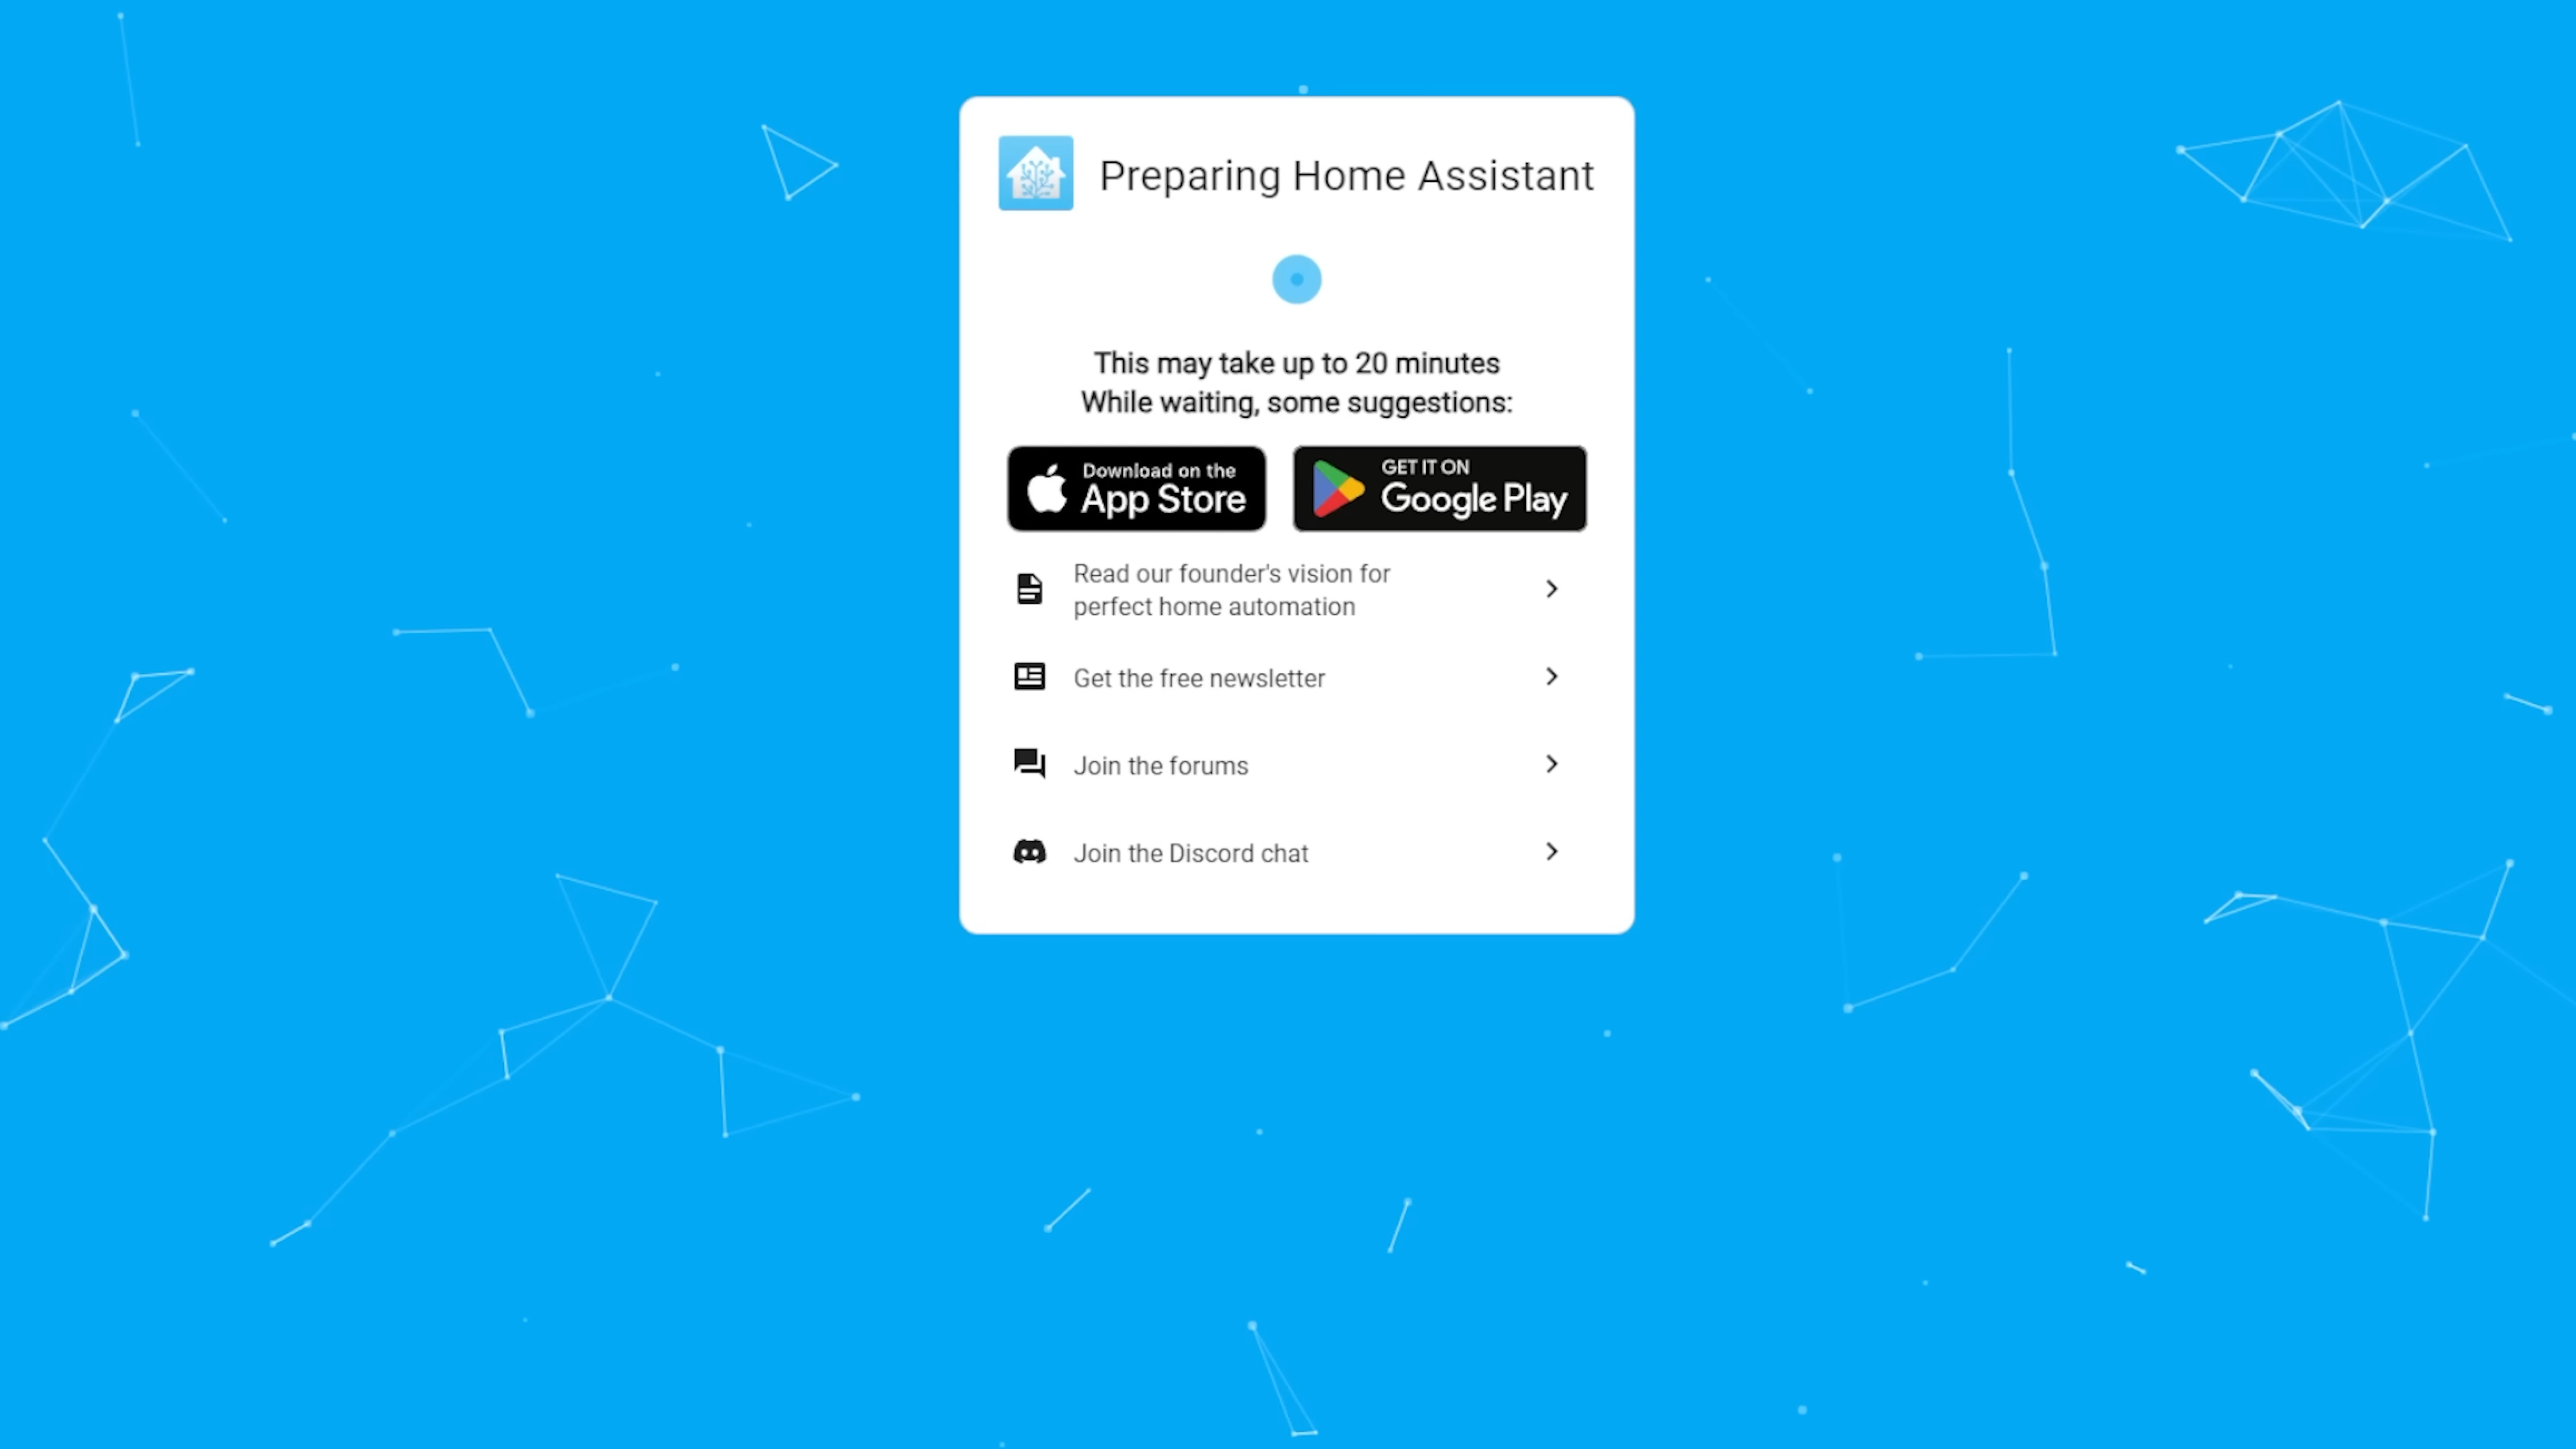 Preparing Home Assistant
This may take up to 20 minutes
While waiting, some suggestions:
Download on the
App Store
GET IT ON
Google Play
Read our founder's vision for
perfect home automation
Get the free newsletter
Join the forums
Join the Discord chat